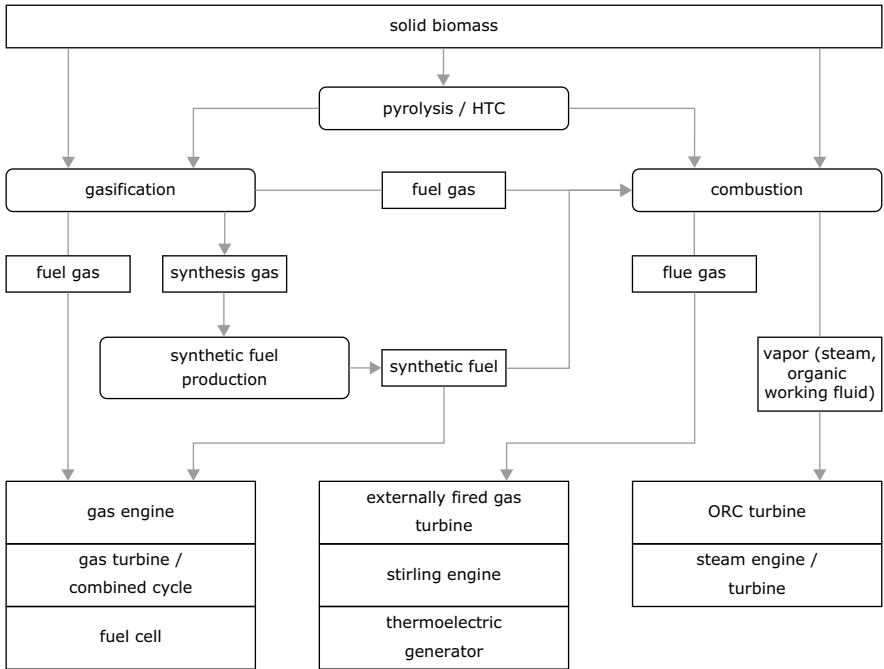 solid biomass
pyrolysis / HTC
gasification
fuel gas
combustion
fuel gas
synthesis gas
flue gas
synthetic fuel
production
synthetic fuel
vapor (steam,
organic
working fluid)
gas engine
externally fired gas
turbine
ORC turbine
gas turbine /
combined cycle
stirling engine
steam engine /
turbine
fuel cell
thermoelectric
generator